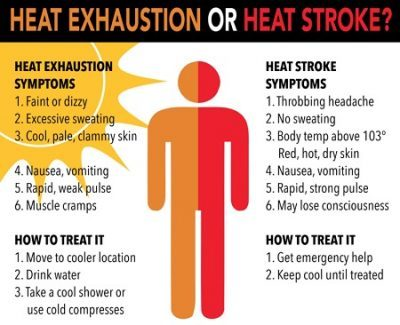 HEAT EXHAUSTION OR HEAT STROKE?
HEAT EXHAUSTION
SYMPTOMS
1. Faint or dizzy
2. Excessive sweating
3. Cool, pale, clammy skin
4. Nausea, vomiting
5. Rapid, weak pulse
6. Muscle cramps
HOW TO TREAT IT
1. Move to cooler location
2. Drink water
3. Take a cool shower or
use cold compresses
HEAT STROKE
SYMPTOMS
1. Throbbing headache
2. No sweating
3. Body temp above 103°
Red, hot, dry skin
4. Nausea, vomiting
5. Rapid, strong pulse
6. May lose consciousness
HOW TO TREAT IT
1. Get emergency help
2. Keep cool until treated